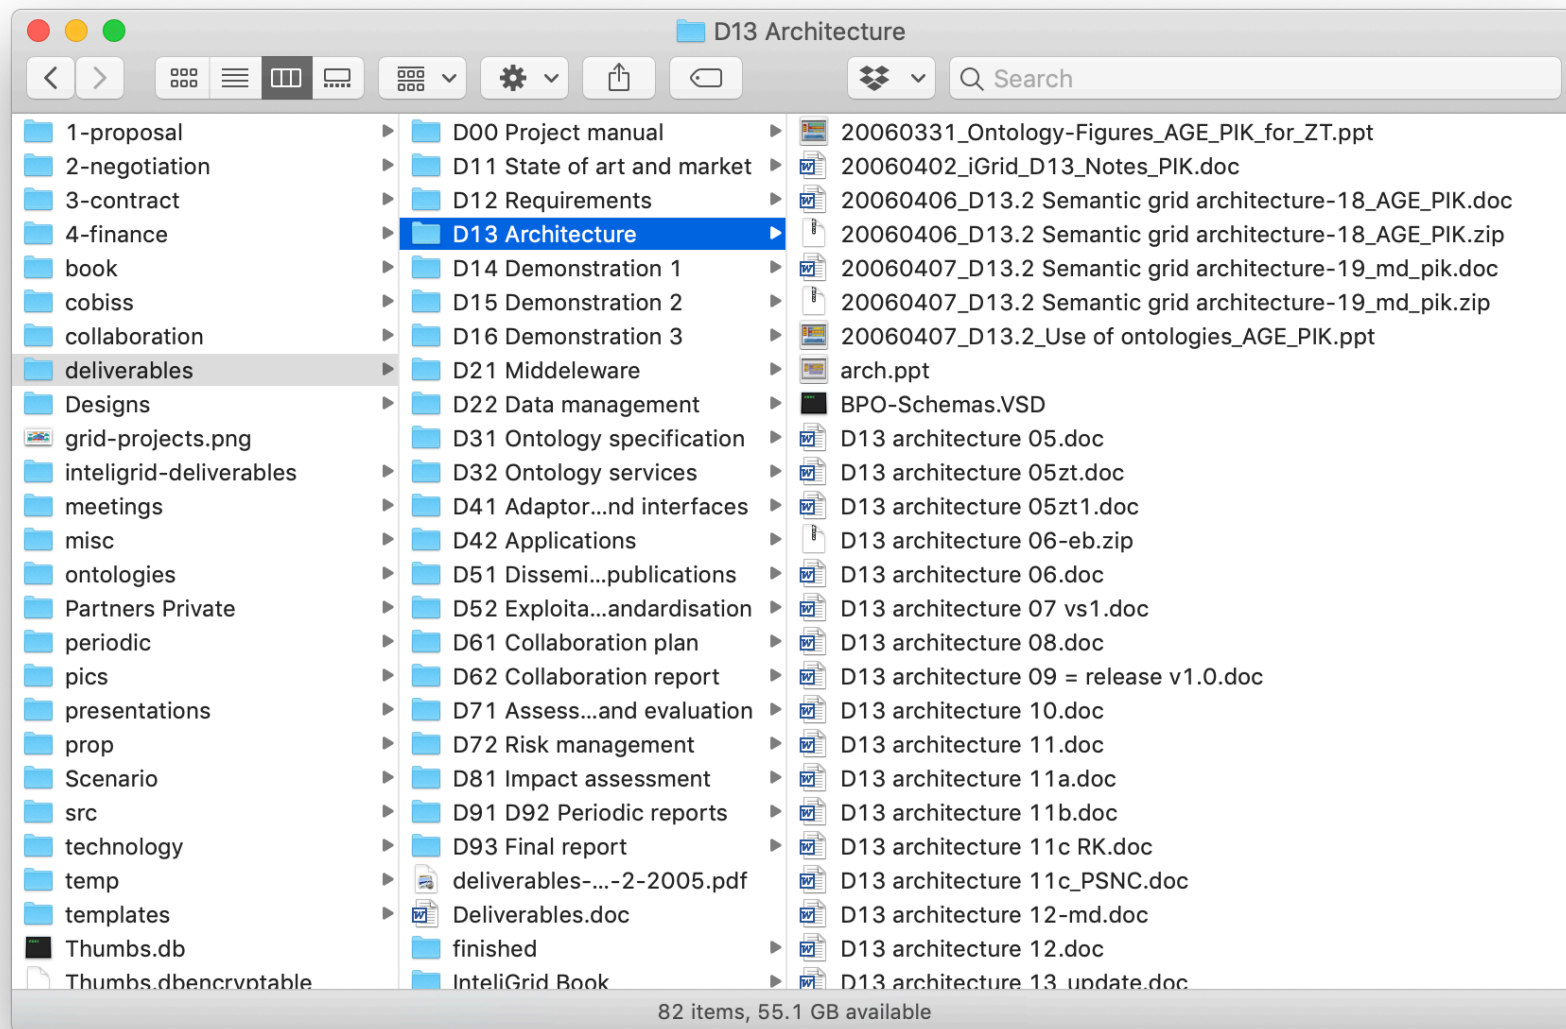 D13 Architecture
Search
1-proposal
2-negotiation
3-contract
4-finance
book
cobiss
collaboration
deliverables
Designs
grid-projects.png
inteligrid-deliverables
meetings
misc
ontologies
Partners Private
periodic
pics
presentations
prop
Scenario
src
technology
temp
templates
Thumbs.db
Thumbs.dbencryptable
D00 Project manual
D11 State of art and market
D12 Requirements
D13 Architecture
D14 Demonstration 1
D15 Demonstration 2
D16 Demonstration 3
D21 Middeleware
D22 Data management
D31 Ontology specification
D32 Ontology services
D41 Adaptor...nd interfaces
D42 Applications
D51 Dissemi...publications
D52 Exploita...andardisation
D61 Collaboration plan
D62 Collaboration report
D71 Assess...and evaluation
D72 Risk management
D81 Impact assessment
D91 D92 Periodic reports
D93 Final report
deliverables-...-2-2005.pdf
Deliverables.doc
finished
InteliGrid Book
20060331_Ontology-Figures_AGE_PIK_for_ZT.ppt
20060402_iGrid_D13_Notes_PIK.doc
20060406_D13.2 Semantic grid architecture-18_AGE_PIK.doc
20060406_D13.2 Semantic grid architecture-18_AGE_PIK.zip
20060407_D13.2 Semantic grid architecture-19_md_pik.doc
20060407_D13.2 Semantic grid architecture-19_md_pik.zip
20060407_D13.2_Use of ontologies_AGE_PIK.ppt
arch.ppt
BPO-Schemas.VSD
D13 architecture 05.doc
D13 architecture 05zt.doc
D13 architecture 05zt1.doc
D13 architecture 06-eb.zip
D13 architecture 06.doc
D13 architecture 07 vs1.doc
D13 architecture 08.doc
D13 architecture 09 = release v1.0.doc
D13 architecture 10.doc
D13 architecture 11.doc
D13 architecture 11a.doc
D13 architecture 11b.doc
D13 architecture 11c RK.doc
D13 architecture 11c_PSNC.doc
D13 architecture 12-md.doc
D13 architecture 12.doc
D13 architecture 13_update.doc
82 items, 55.1 GB available